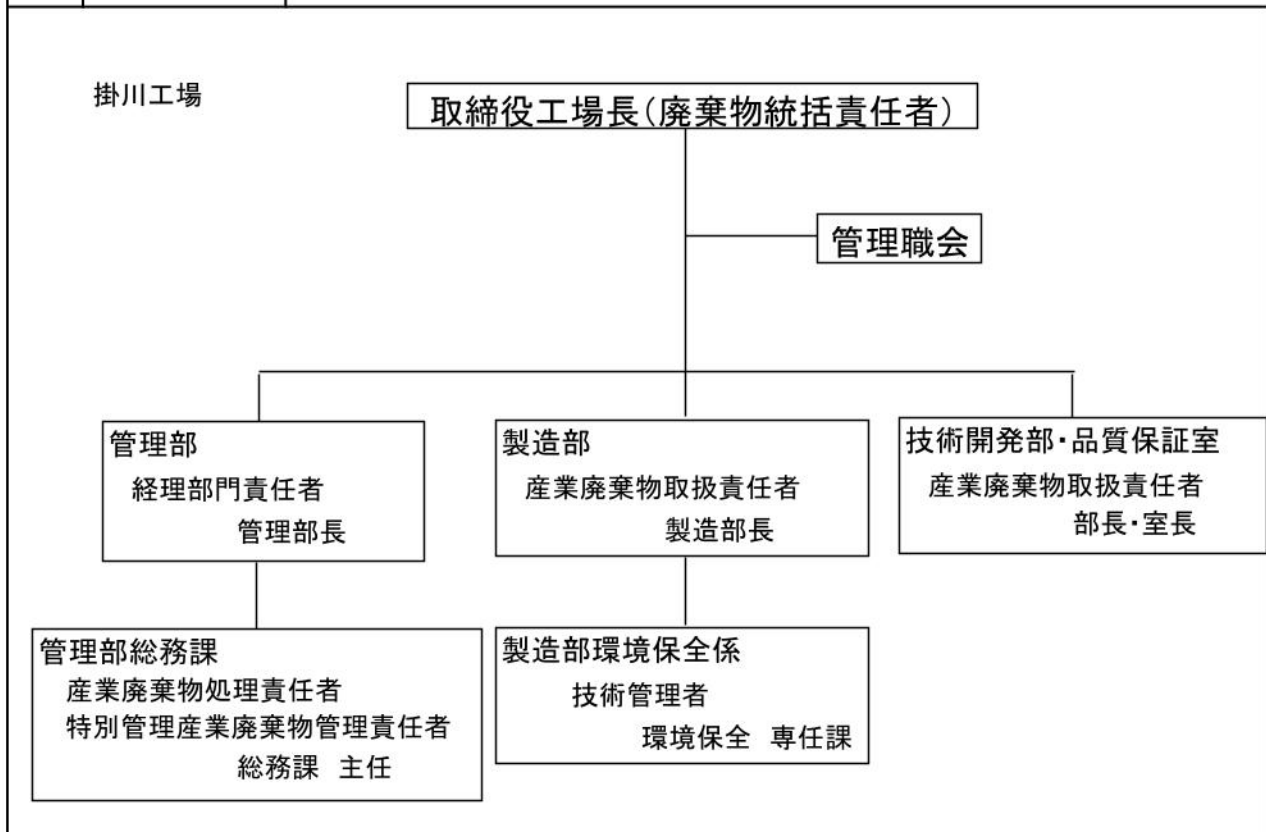 掛川工場
取締役工場長(廃棄物統括責任者)
管理職会
管理部
経理部門責任者
管理部長
製造部
産業廃棄物取扱責任者
製造部長
技術開発部・品質保証室
産業廃棄物取扱責任者
部長・室長
管理部総務課
産業廃棄物処理責任者
特別管理産業廃棄物管理責任者
総務課 主任
製造部環境保全係
技術管理者
環境保全 専任課